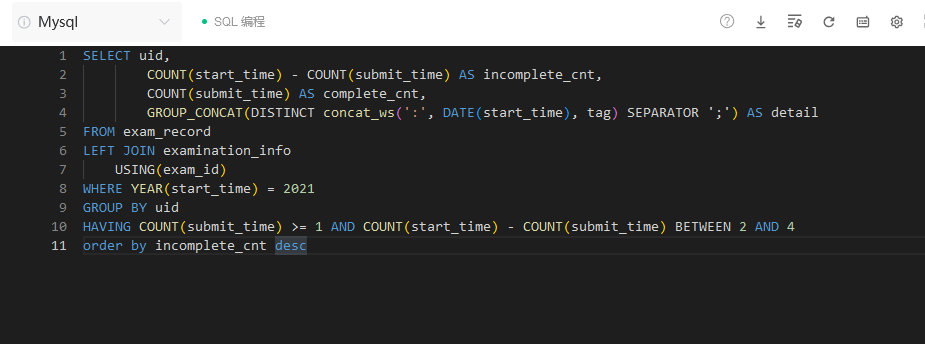 Mysql
SQL 编程
1 SELECT uid,
2 COUNT(start_time) - COUNT(submit_time) AS incomplete_cnt,
3 COUNT(submit_time) AS complete_cnt,
4 GROUP_CONCAT(DISTINCT concat_ws(':', DATE(start_time), tag) SEPARATOR ';') AS detail
5 FROM exam_record
6 LEFT JOIN examination_info
7 USING(exam_id)
8 WHERE YEAR(start_time) = 2021
9 GROUP BY uid
10 HAVING COUNT(submit_time) >= 1 AND COUNT(start_time) - COUNT(submit_time) BETWEEN 2 AND 4
11 order by incomplete_cnt desc